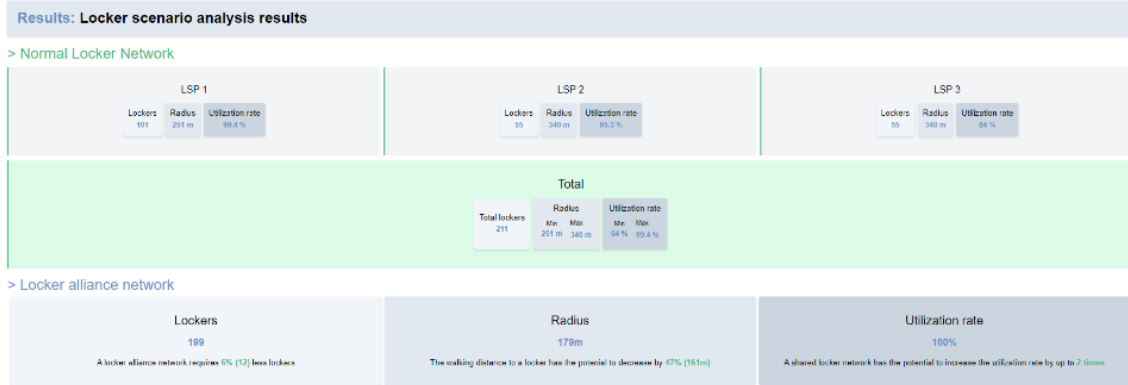 Results: Locker scenario analysis results
> Normal Locker Network
LSP 1
Lockers Radius Utilization rate
101 251 m 99.4 %
LSP 2
Lockers Radius Utilization rate
55 340 m 95.3 %
LSP 3
Lockers Radius Utilization rate
55 340 m 64 %
Total
Total lockers
211
Radius
Min Max
251 m 340 m
Utilization rate
Min Max
64 % 99.4 %
> Locker alliance network
Lockers
199
A locker alliance network requires 6% (12) less lockers
Radius
179m
The walking distance to a locker has the potenial to decrease by 47% (161m)
Utilization rate
100%
A shared locker network has the potential to increase the utilization rate by up to 2 times